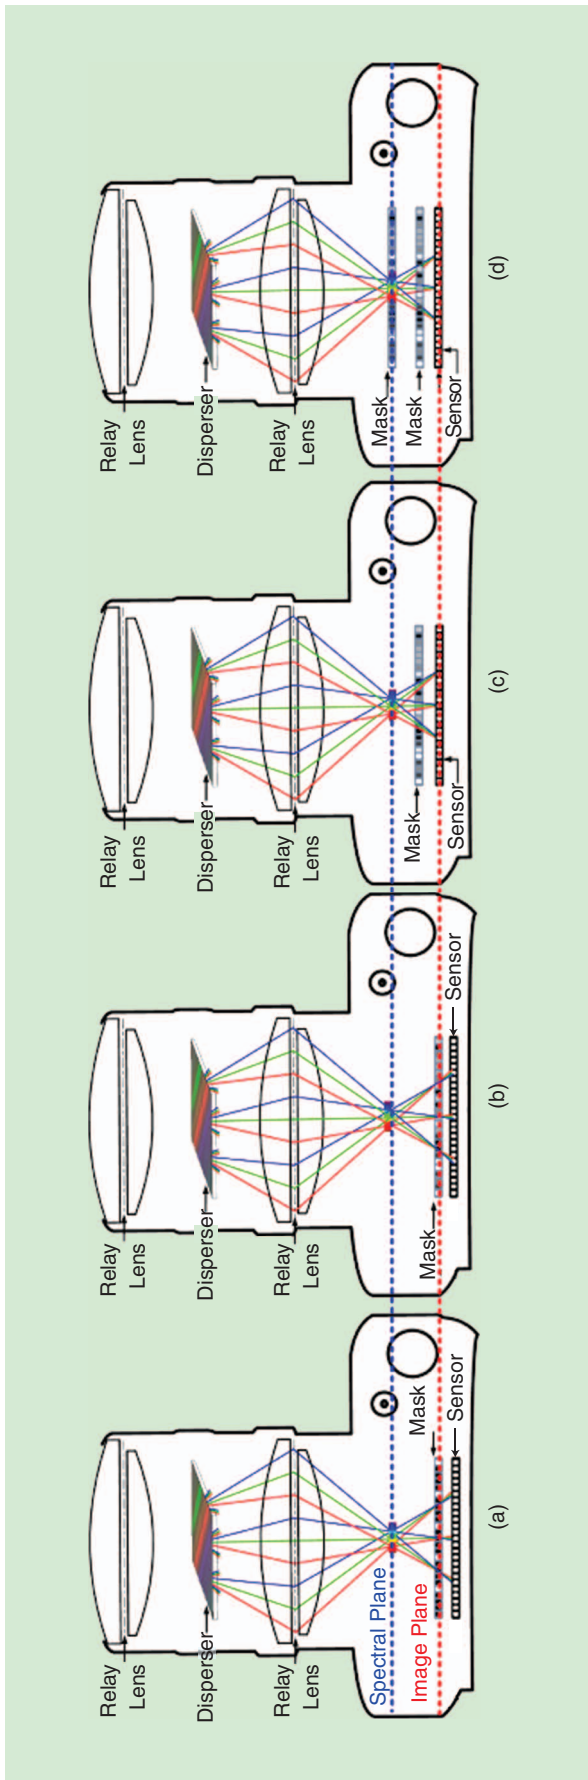 Relay
Lens
Disperser
Relay
Lens
Spectral Plane
Image Plane
Mask
Sensor
(a)
Relay
Lens
Disperser
Relay
Lens
Mask
Sensor
(b)
Relay
Lens
Disperser
Relay
Lens
Mask
Sensor
(c)
Relay
Lens
Disperser
Relay
Lens
Mask
Mask
Sensor
(d)